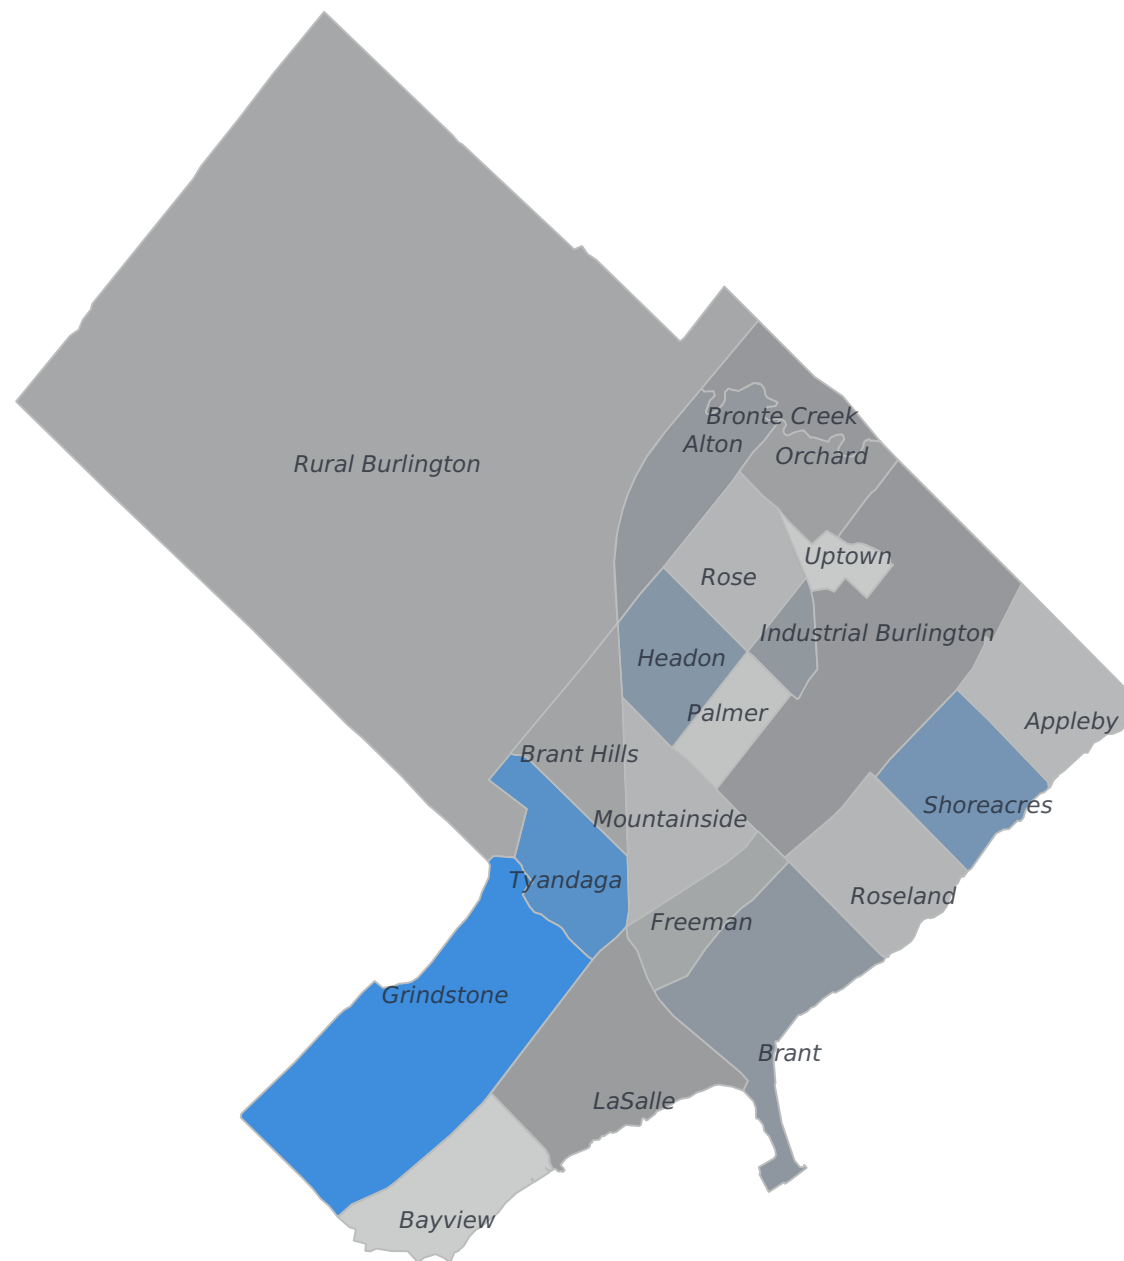 Bronte Creek
Alton
Orchard
Rural Burlington
Uptown
Rose
Industrial Burlington
Headon
Palmer
Appleby
Brant Hills
Shoreacres
Mountainside
Tyandaga
Roseland
Freeman
Grindstone
Brant
LaSalle
Bayview